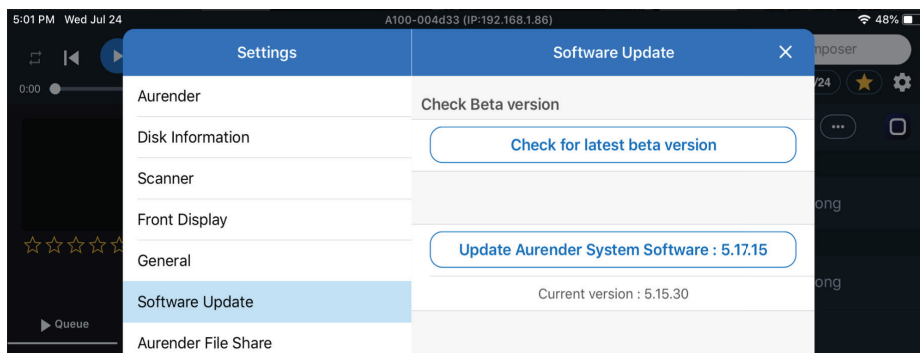 5:01 PM Wed Jul 24
A100-004d33 (IP:192.168.1.86)
48%
Settings
Software Update
mposer
0:00
/24
Aurender
Check Beta version
Disk Information
Check for latest beta version
Scanner
ong
Front Display
General
Update Aurender System Software : 5.17.15
Software Update
Current version : 5.15.30
ong
Queue
Aurender File Share